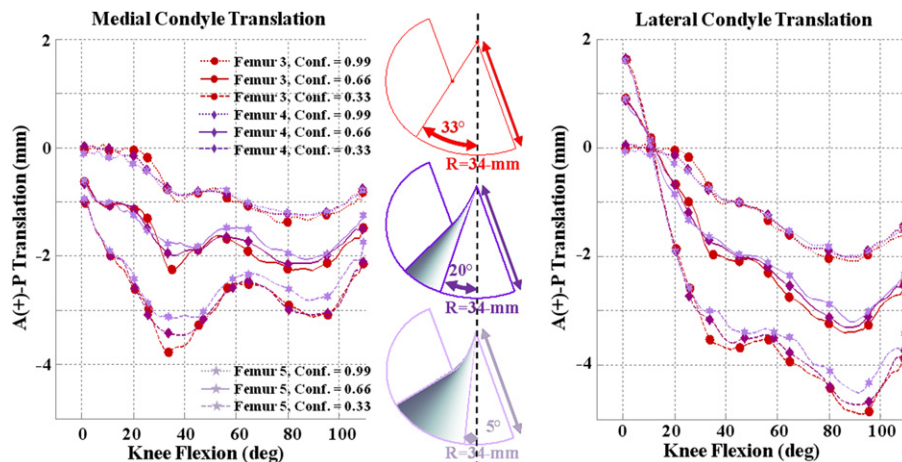 Medial Condyle Translation
A(+)-P Translation (mm)
2
0
-2
-4
Femur 3, Conf. = 0.99
Femur 3, Conf. = 0.66
Femur 3, Conf. = 0.33
Femur 4, Conf. = 0.99
Femur 4, Conf. = 0.66
Femur 4, Conf. = 0.33
Femur 5, Conf. = 0.99
Femur 5, Conf. = 0.66
Femur 5, Conf. = 0.33
0 20 40 60 80 100
Knee Flexion (deg)
33°
R=34-mm
20°
R=34-mm
5°
R=34-mm
Lateral Condyle Translation
A(+)-P Translation (mm)
2
0
-2
-4
0 20 40 60 80 100
Knee Flexion (deg)